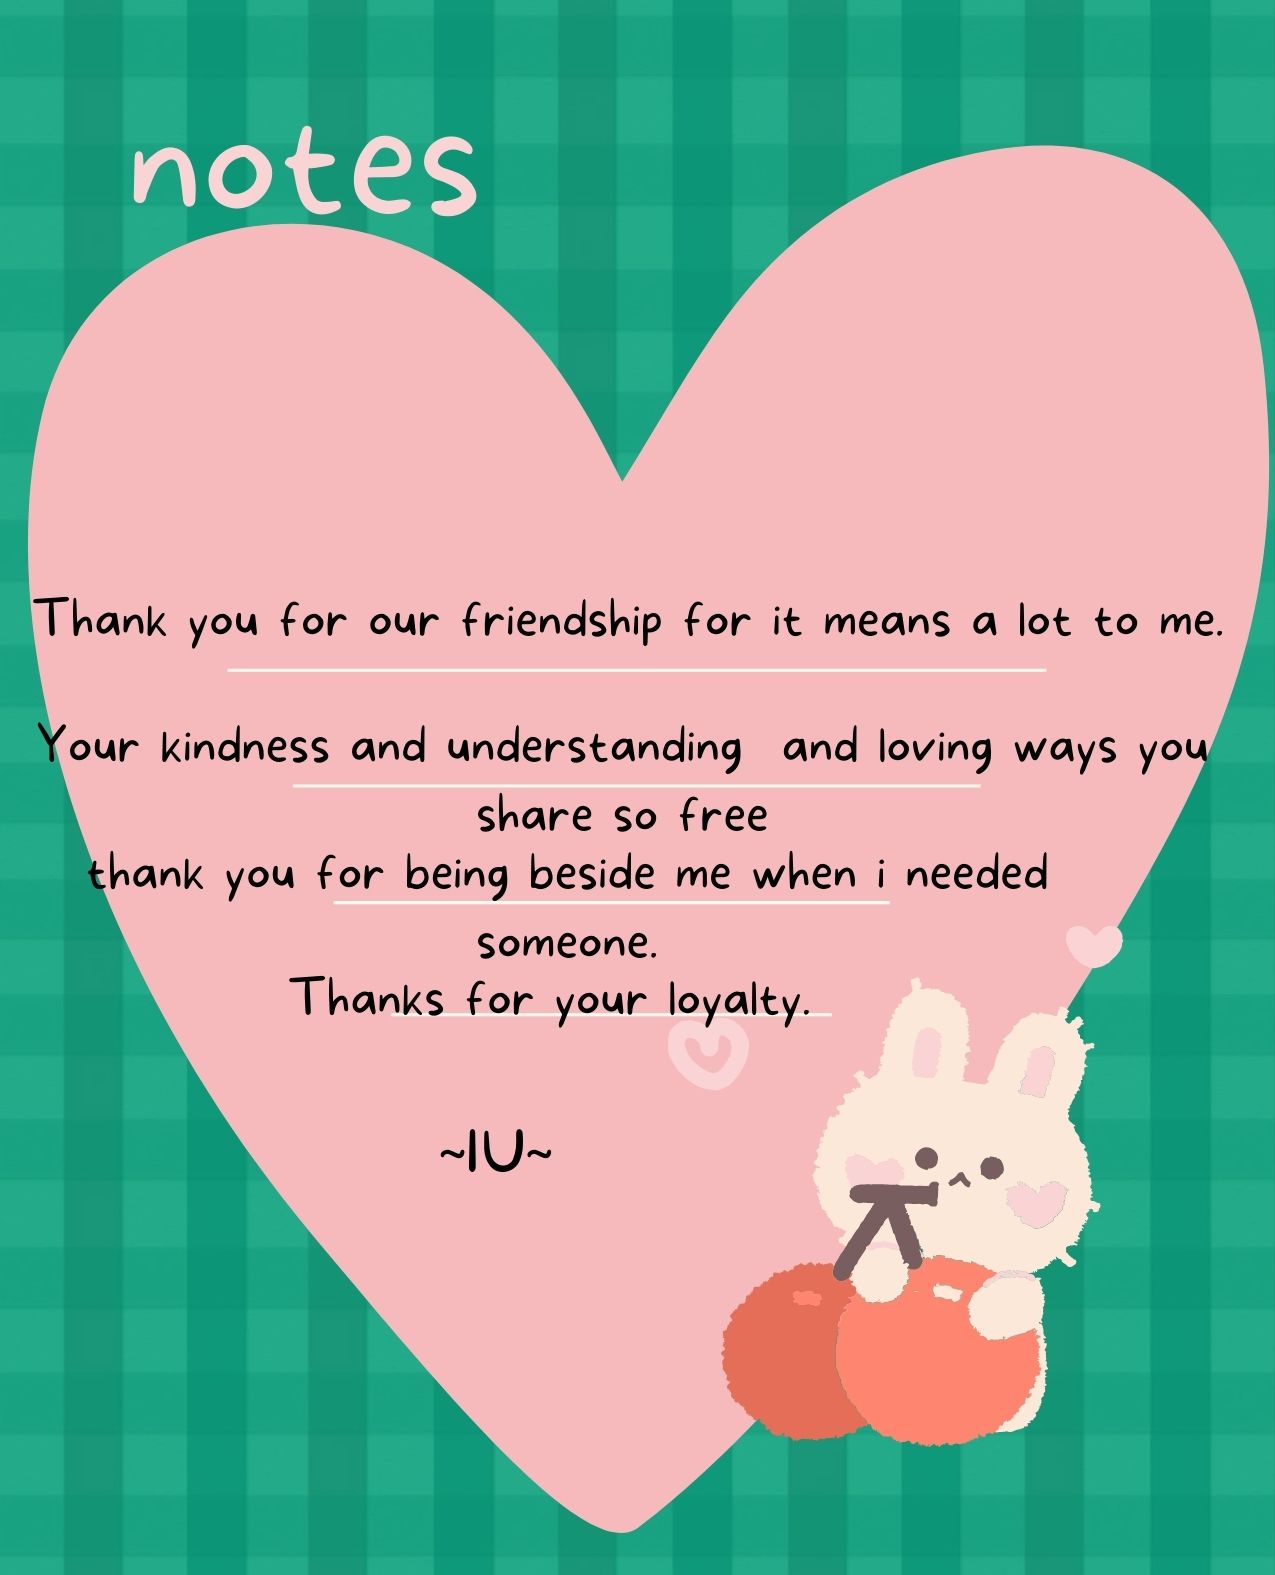 notes
Thank you for our friendship for it means a lot to me.
Your kindness and understanding  and loving ways you
share so free
thank you for being beside me when i needed
someone.
Thanks for your loyalty.
~IU~